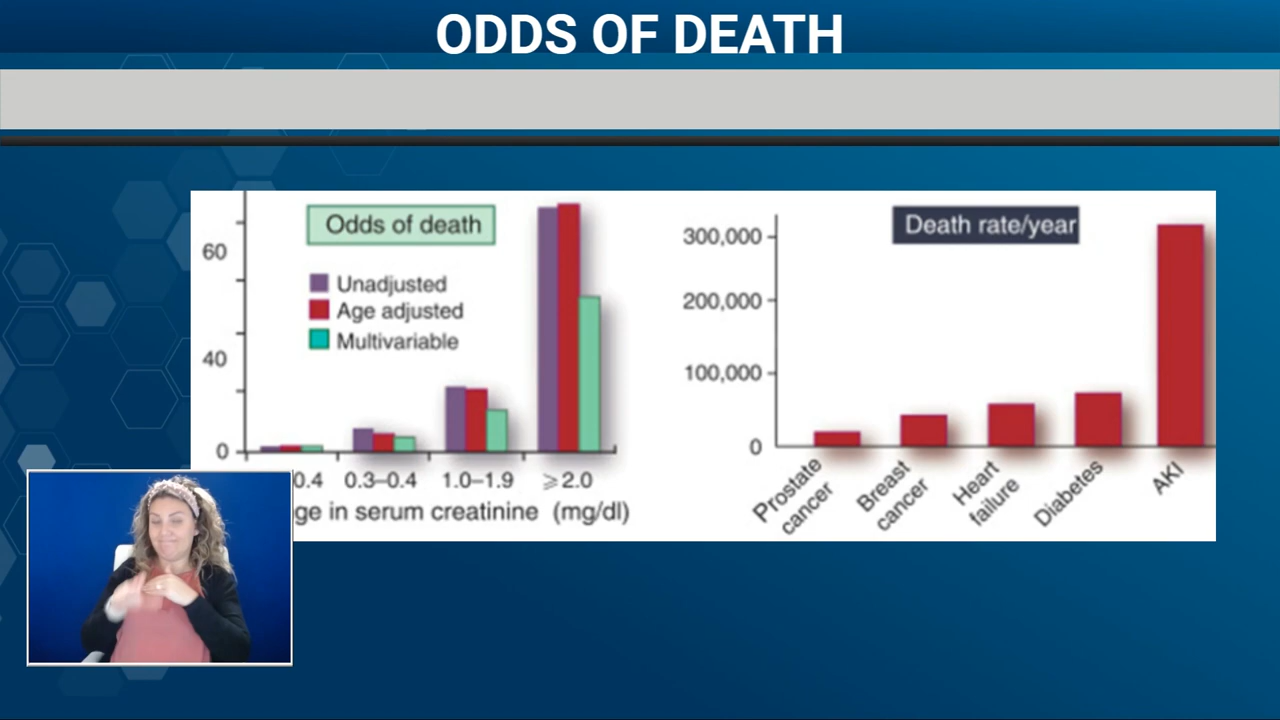 ODDS OF DEATH
Odds of death
60
40
0
Unadjusted
Age adjusted
Multivariable
0.4 0.3–0.4 1.0–1.9 ⩾2.0
ge in serum creatinine (mg/dl)
Death rate/year
300,000
200,000
100,000
0
Prostate
cancer
Breast
cancer
Heart
failure
Diabetes
AKI